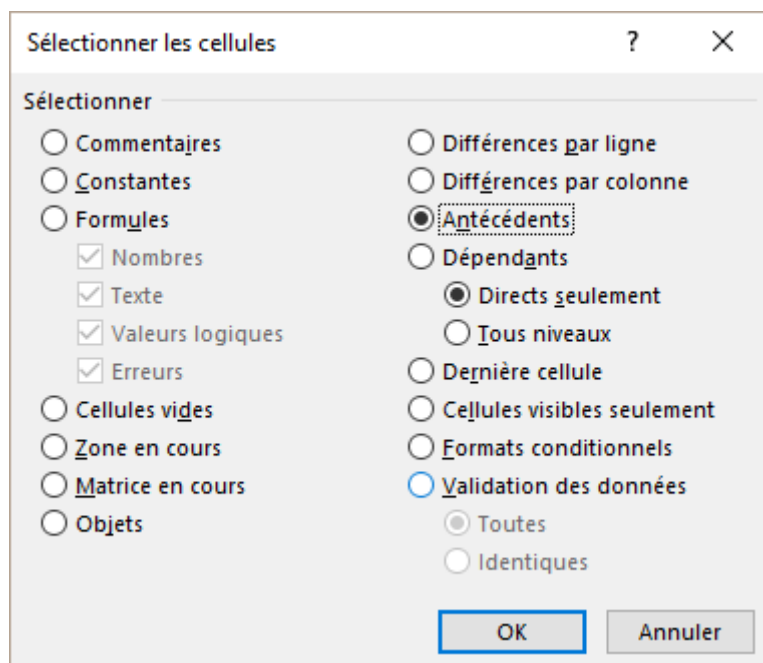 Sélectionner les cellules
?
Sélectionner
Commentaires
Constantes
Formules
Nombres
Texte
Valeurs logiques
Erreurs
Cellules vides
Zone en cours
Matrice en cours
Objets
Différences par ligne
Différences par colonne
Antécédents
Dépendants
Directs seulement
Tous niveaux
Dernière cellule
Cellules visibles seulement
Formats conditionnels
Validation des données
Toutes
Identiques
OK
Annuler